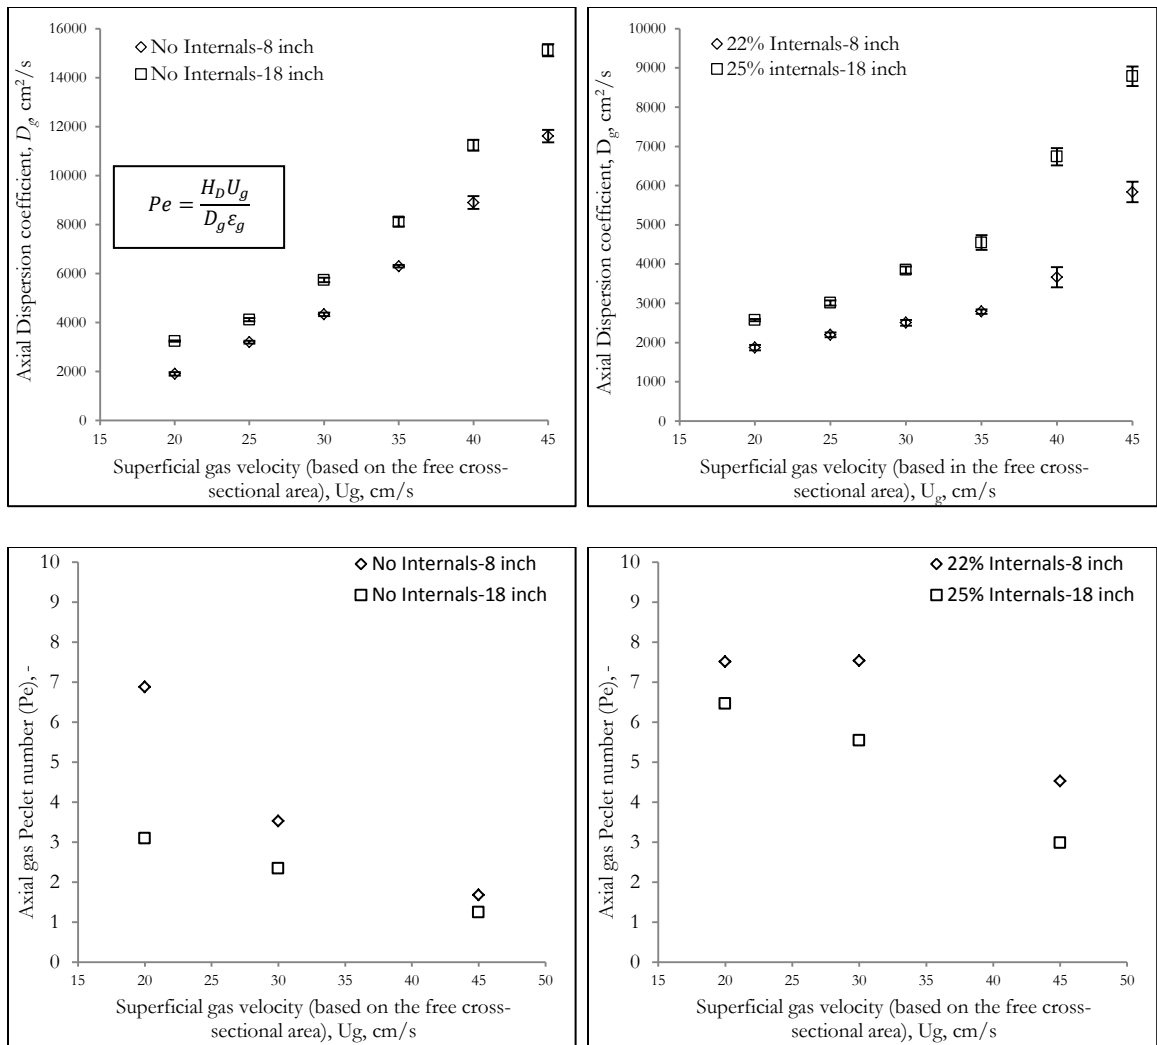 Axial Dispersion coefficient, D_g, cm²/s
16000
14000
12000
10000
8000
6000
4000
2000
0
No Internals-8 inch
No Internals-18 inch
Pe = H_D U_g / D_g ε_g
15 20 25 30 35 40 45
Superficial gas velocity (based on the free cross-
sectional area), Ug, cm/s
Axial Dispersion coefficient, D_g, cm²/s
10000
9000
8000
7000
6000
5000
4000
3000
2000
1000
0
22% Internals-8 inch
25% internals-18 inch
15 20 25 30 35 40 45
Superficial gas velocity (based in the free cross-
sectional area), U_g, cm/s
Axial gas Peclet number (Pe), -
10
9
8
7
6
5
4
3
2
1
0
No Internals-8 inch
No Internals-18 inch
15 20 25 30 35 40 45 50
Superficial gas velocity (based on the free cross-
sectional area), Ug, cm/s
Axial gas Peclet number (Pe), -
10
9
8
7
6
5
4
3
2
1
0
22% Internals-8 inch
25% Internals-18 inch
15 20 25 30 35 40 45 50
Superficial gas velocity (based on the free cross-
sectional area), Ug, cm/s